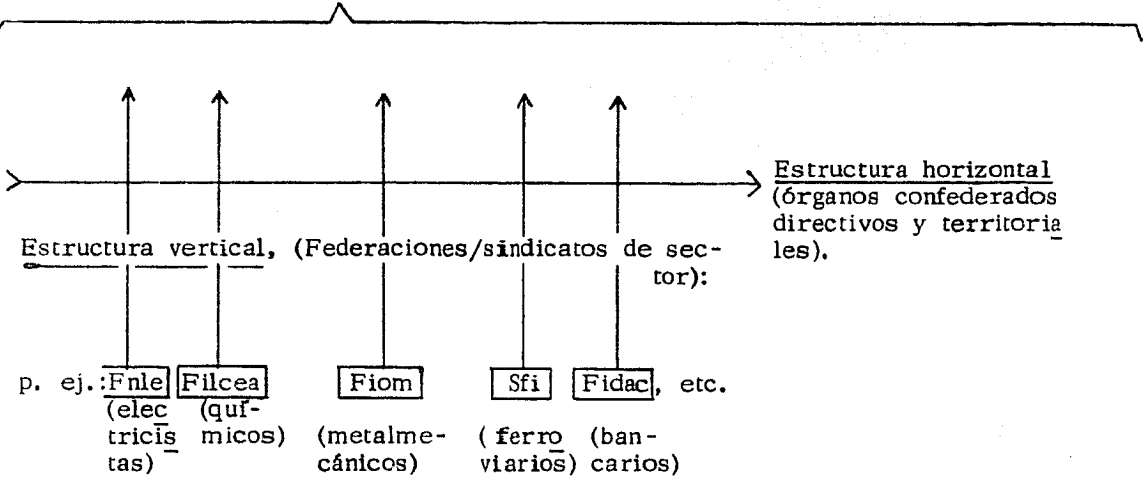 Estructura horizontal
(órganos confederados
directivos y territoria
les).
Estructura vertical, (Federaciones/sindicatos de sec-
tor):
p. ej.: Fnle Filcea Fiom Sfi Fidac, etc.
(elec (quí- 
tricis micos) (metalme- (ferro (ban-
tas) cánicos) viarios) carios)